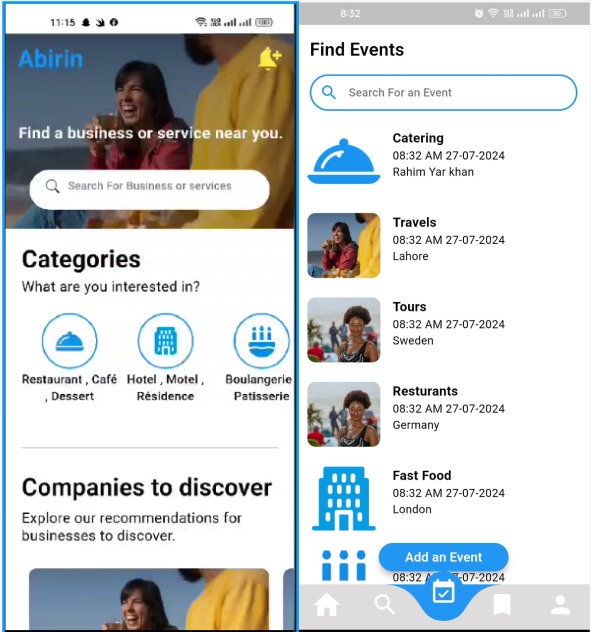 11:15
Abirin
Find a business or service near you.
Search For Business or services
Categories
What are you interested in?
Restaurant , Café
, Dessert
Hotel , Motel ,
Résidence
Boulangerie
Patisserie
Companies to discover
Explore our recommendations for
businesses to discover.
8:32
Find Events
Search For an Event
Catering
08:32 AM 27-07-2024
Rahim Yar khan
Travels
08:32 AM 27-07-2024
Lahore
Tours
08:32 AM 27-07-2024
Sweden
Resturants
08:32 AM 27-07-2024
Germany
Fast Food
08:32 AM 27-07-2024
London
Add an Event
08:32 AM 27-07-2024